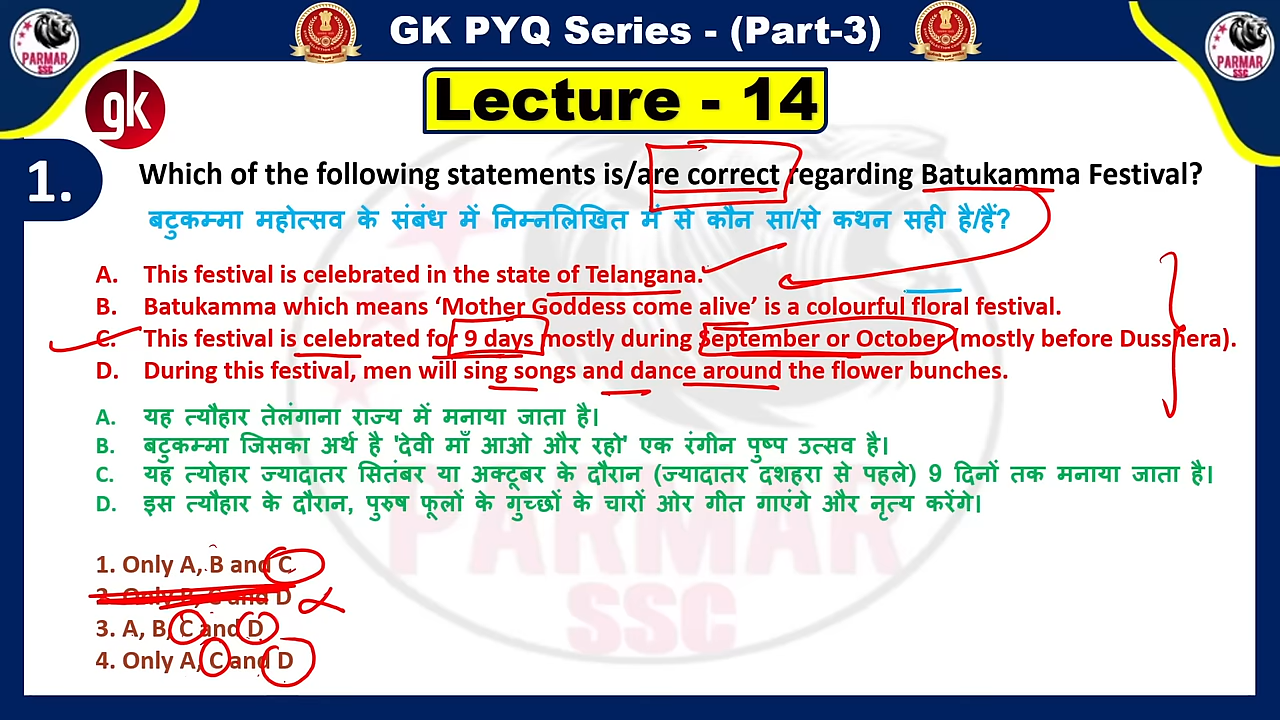 GK PYQ Series - (Part-3)
PARMAR
SSC
PARMAR
SSC
gk
Lecture - 14
1.
Which of the following statements is/are correct regarding Batukamma Festival?
बटुकम्मा महोत्सव के संबंध में निम्नलिखित में से कौन सा/से कथन सही है/हैं?
A. This festival is celebrated in the state of Telangana.
B. Batukamma which means ‘Mother Goddess come alive’ is a colourful floral festival.
C. This festival is celebrated for 9 days mostly during September or October (mostly before Dusshera).
D. During this festival, men will sing songs and dance around the flower bunches.
A. यह त्यौहार तेलंगाना राज्य में मनाया जाता है।
B. बटुकम्मा जिसका अर्थ है 'देवी माँ आओ और रहो' एक रंगीन पुष्प उत्सव है।
C. यह त्योहार ज्यादातर सितंबर या अक्टूबर के दौरान (ज्यादातर दशहरा से पहले) 9 दिनों तक मनाया जाता है।
D. इस त्यौहार के दौरान, पुरुष फूलों के गुच्छों के चारों ओर गीत गाएंगे और नृत्य करेंगे।
1. Only A, B and C
2. Only B, C and D
3. A, B, C and D
4. Only A, C and D
PARMAR
SSC